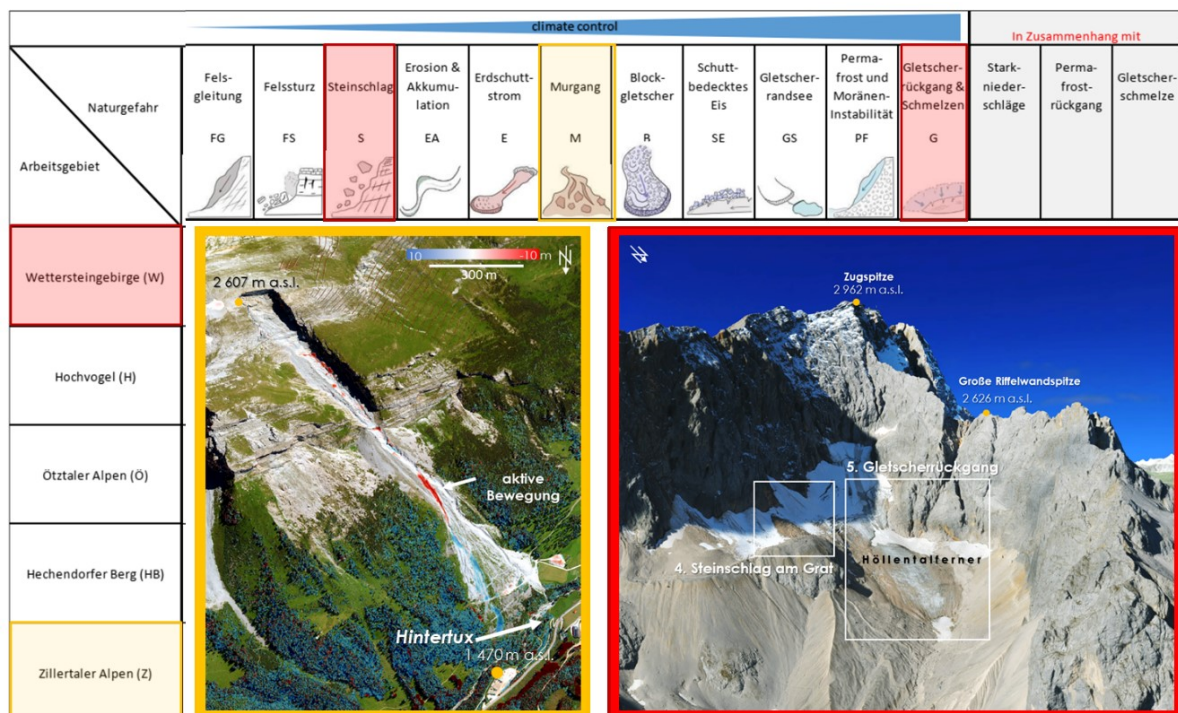 climate control
In Zusammenhang mit
Naturgefahr
Arbeitsgebiet
Fels-
gleitung
FG
Felssturz
FS
Steinschlag
S
Erosion &
Akkumu-
lation
EA
Erdschutt-
strom
E
Murgang
M
Block-
gletscher
B
Schutt-
bedecktes
Eis
SE
Gletscher-
randsee
GS
Perma-
frost und
Moränen-
Instabilität
PF
Gletscher-
rückgang &
Schmelzen
G
Stark-
nieder-
schläge
Perma-
frost-
rückgang
Gletscher-
schmelze
Wettersteingebirge (W)
Hochvogel (H)
Ötztaler Alpen (Ö)
Hechendorfer Berg (HB)
Zillertaler Alpen (Z)
10 -10 m
300 m
N
2 607 m a.s.l.
aktive
Bewegung
Hintertux
1 470 m a.s.l.
N
Zugspitze
2 962 m a.s.l.
Große Riffelwandspitze
2 626 m a.s.l.
5. Gletscherrückgang
Höllentalferner
4. Steinschlag am Grat